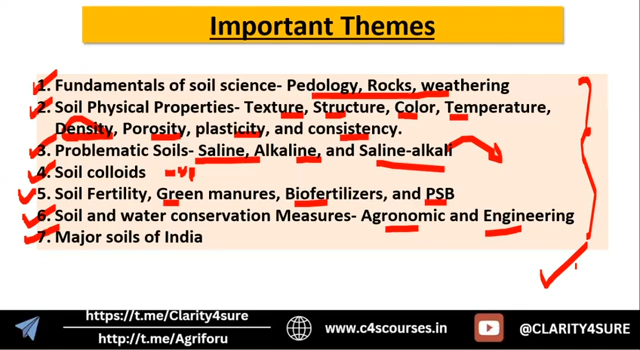 Important Themes
1. Fundamentals of soil science- Pedology, Rocks, weathering
2. Soil Physical Properties- Texture, Structure, Color, Temperature,
Density, Porosity, plasticity, and consistency.
3. Problematic Soils- Saline, Alkaline, and Saline-alkali
4. Soil colloids
5. Soil Fertility, Green manures, Biofertilizers, and PSB
6. Soil and water conservation Measures- Agronomic and Engineering
7. Major soils of India
https://t.me/Clarity4sure
http://t.me/Agriforu
www.c4scourses.in
@CLARITY4SURE